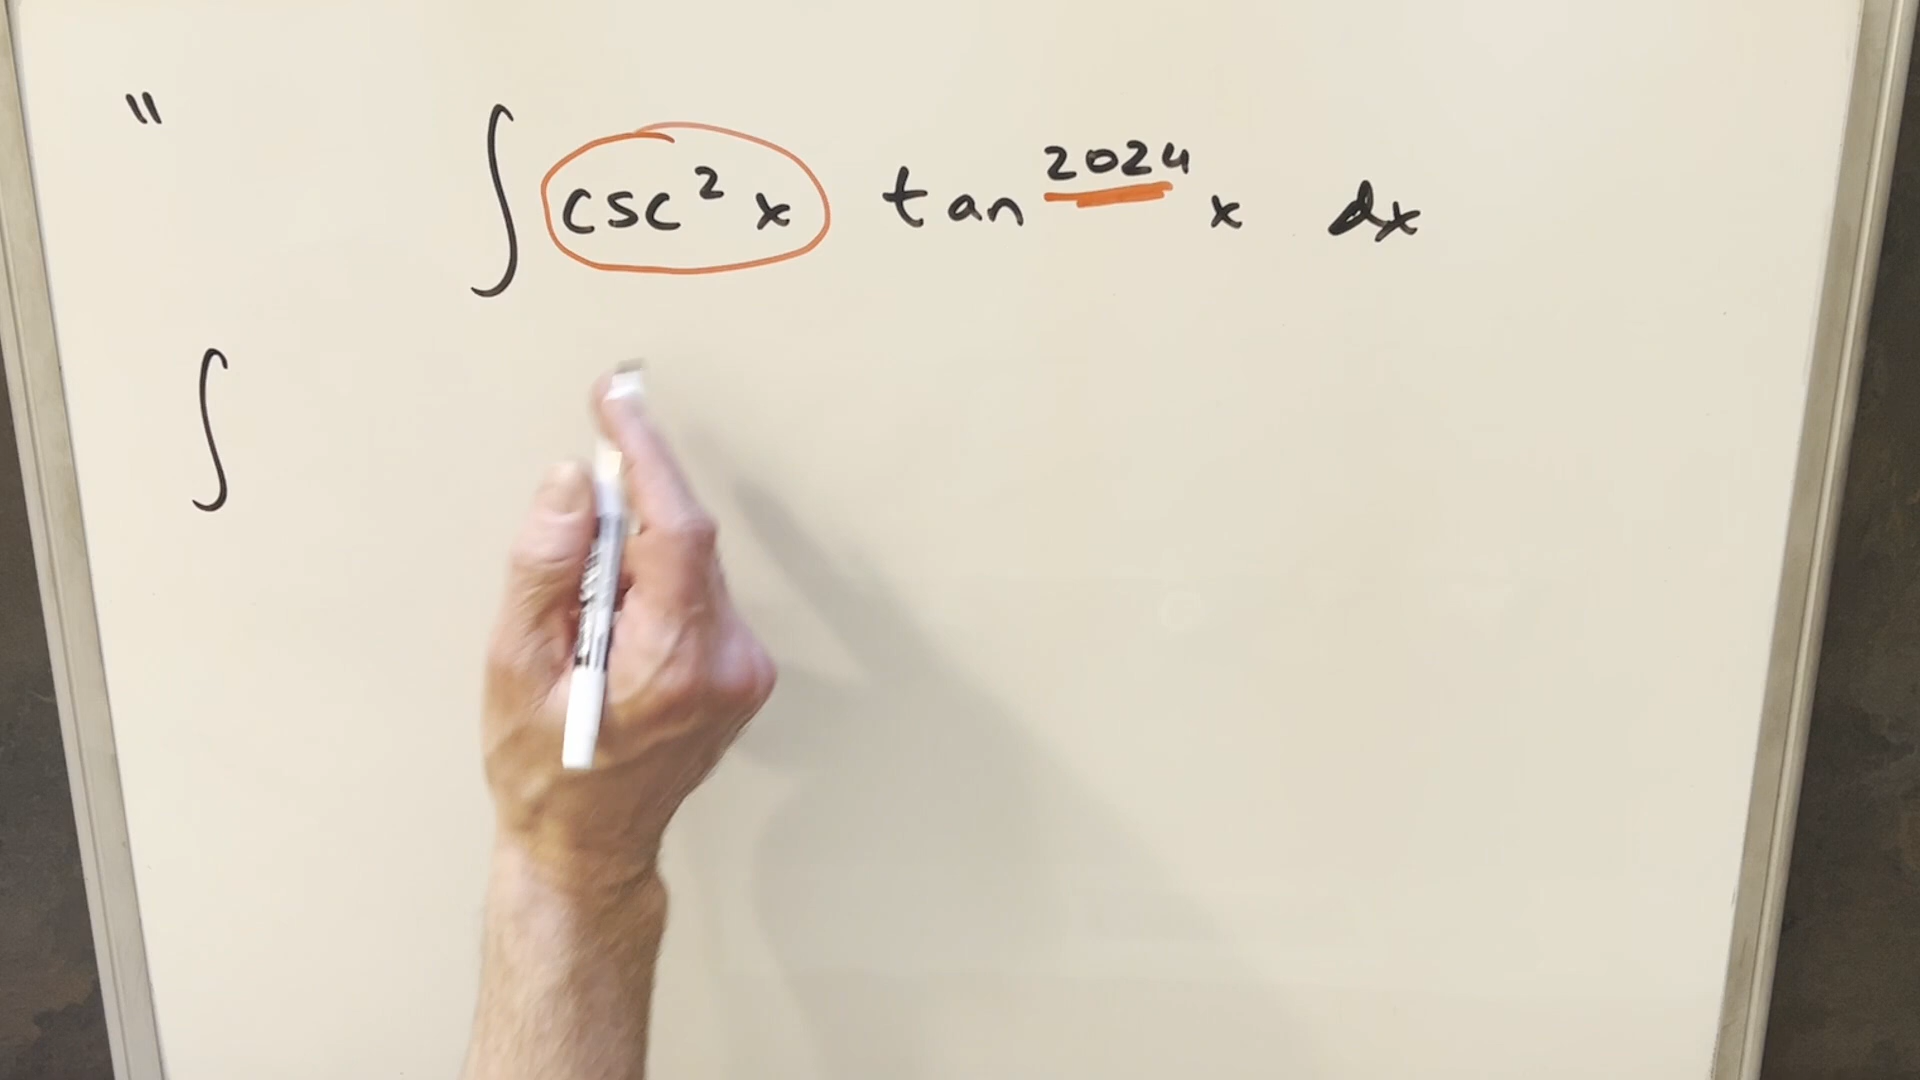 " ∫ csc² x tan²⁰²⁴ x dx
∫